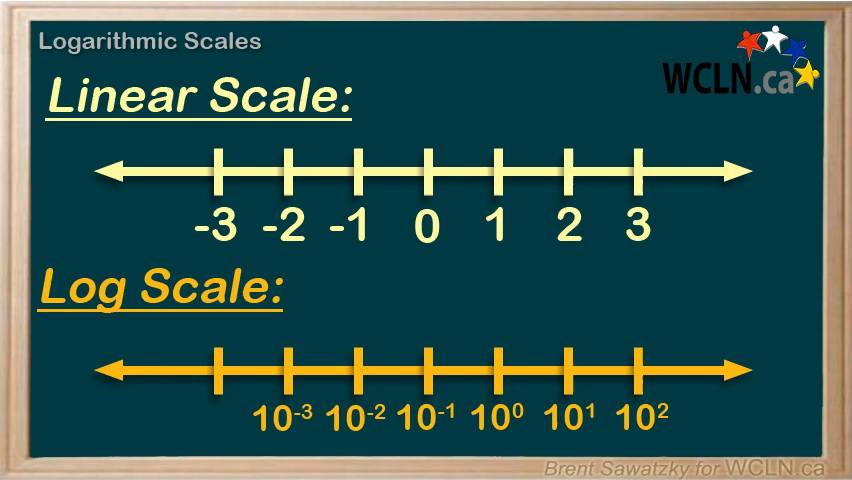 Logarithmic Scales
WCLN.ca
Linear Scale:
-3 -2 -1 0 1 2 3
Log Scale:
10⁻³ 10⁻² 10⁻¹ 10⁰ 10¹ 10²
Brent Sawatzky for WCLN.ca